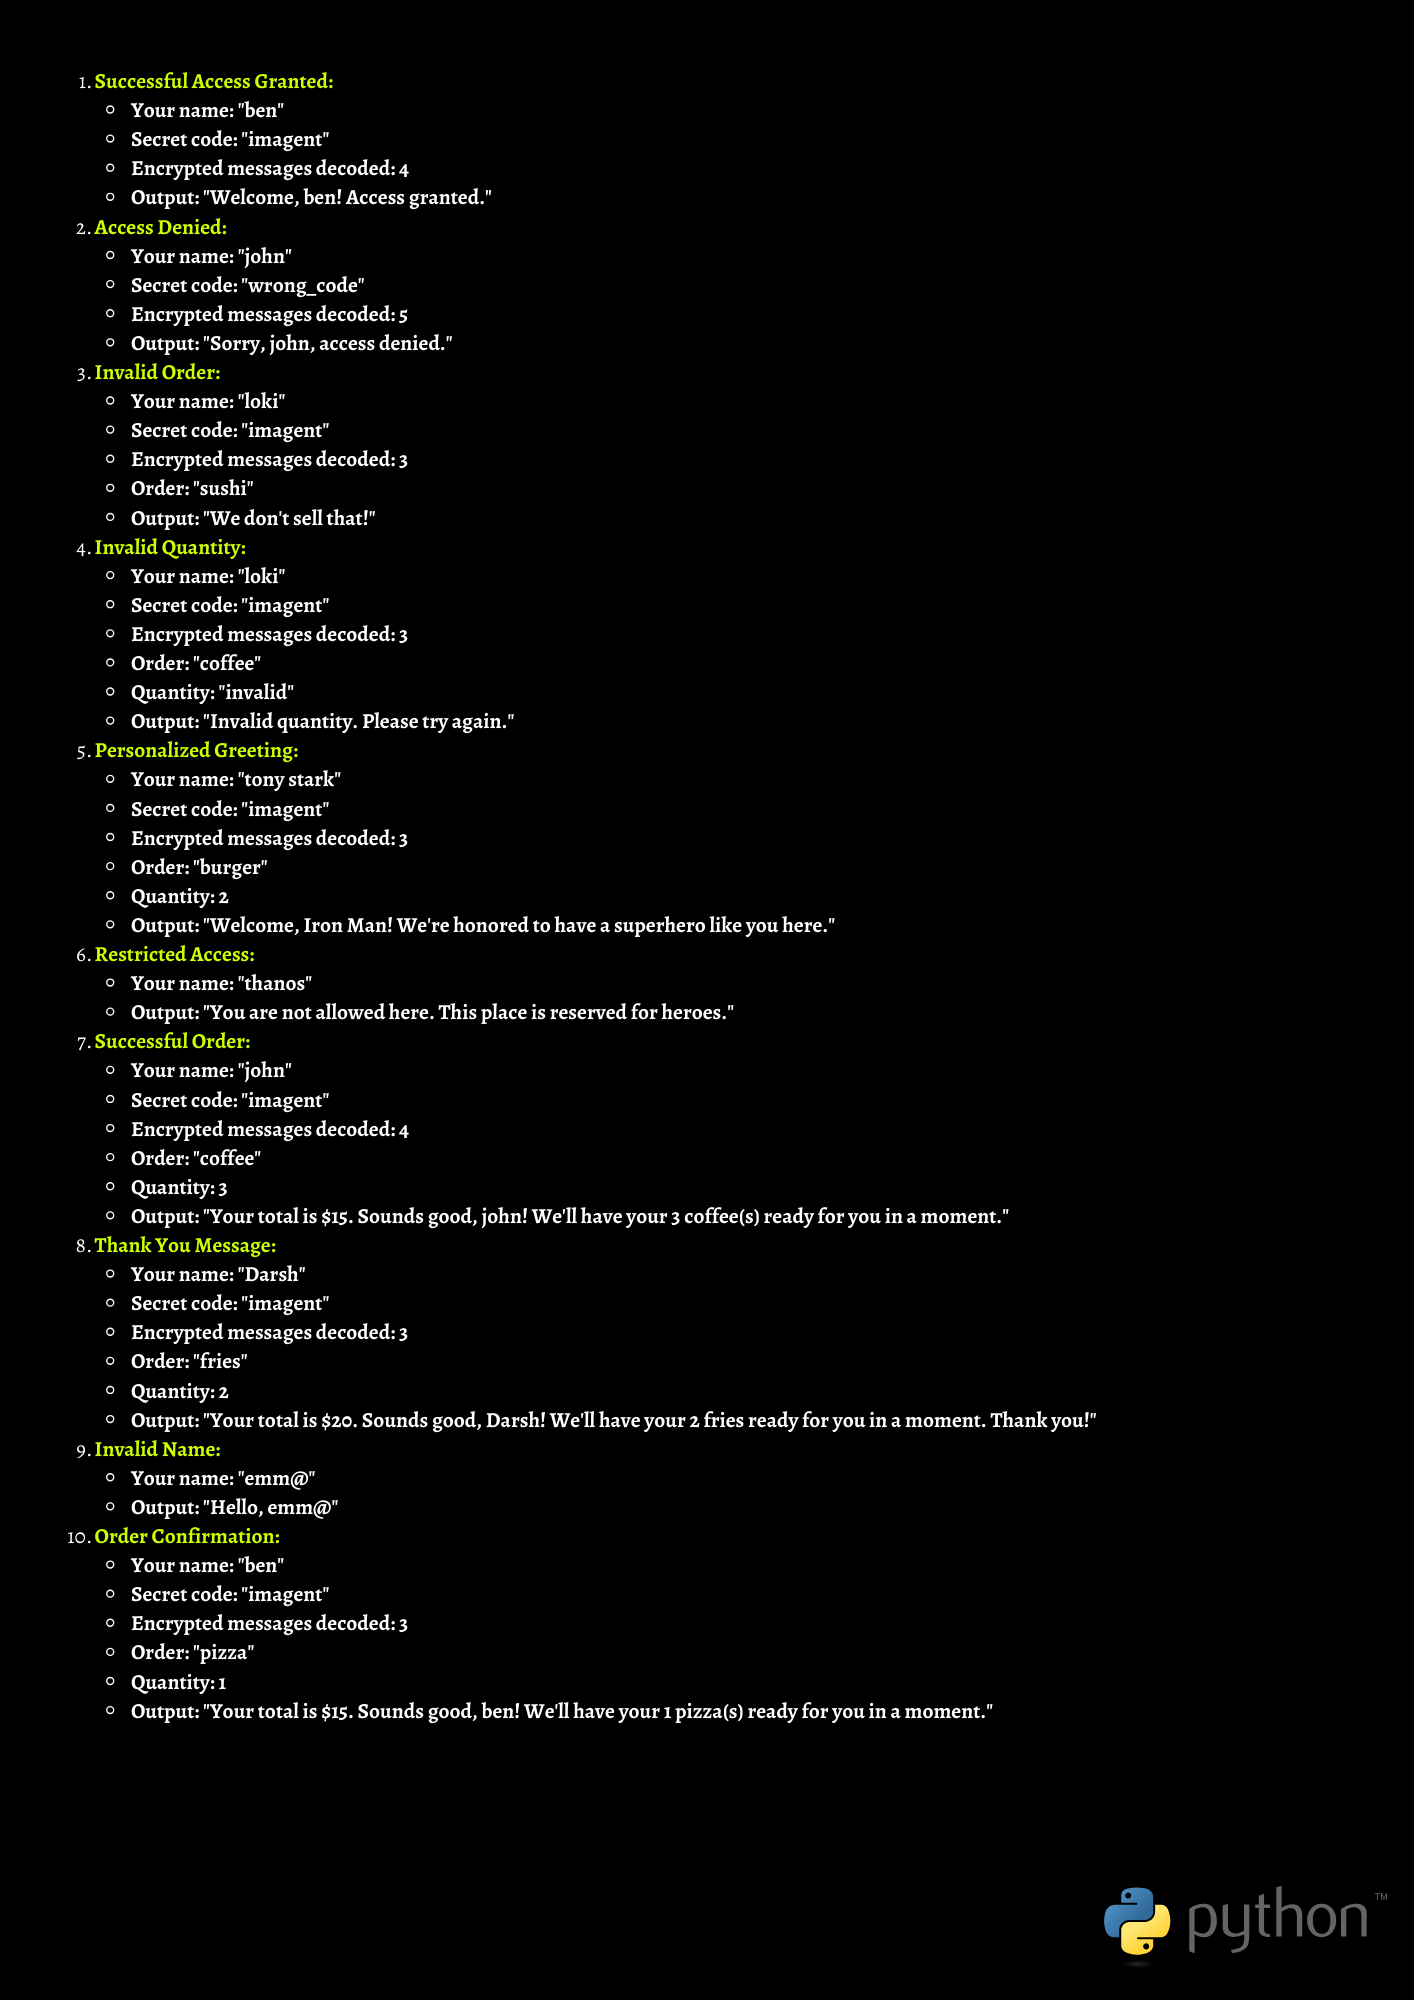 1. Successful Access Granted:
Your name: "ben"
Secret code: "imagent"
Encrypted messages decoded: 4
Output: "Welcome, ben! Access granted."
2. Access Denied:
Your name: "john"
Secret code: "wrong_code"
Encrypted messages decoded: 5
Output: "Sorry, john, access denied."
3. Invalid Order:
Your name: "loki"
Secret code: "imagent"
Encrypted messages decoded: 3
Order: "sushi"
Output: "We don't sell that!"
4. Invalid Quantity:
Your name: "loki"
Secret code: "imagent"
Encrypted messages decoded: 3
Order: "coffee"
Quantity: "invalid"
Output: "Invalid quantity. Please try again."
5. Personalized Greeting:
Your name: "tony stark"
Secret code: "imagent"
Encrypted messages decoded: 3
Order: "burger"
Quantity: 2
Output: "Welcome, Iron Man! We're honored to have a superhero like you here."
6. Restricted Access:
Your name: "thanos"
Output: "You are not allowed here. This place is reserved for heroes."
7. Successful Order:
Your name: "john"
Secret code: "imagent"
Encrypted messages decoded: 4
Order: "coffee"
Quantity: 3
Output: "Your total is $15. Sounds good, john! We'll have your 3 coffee(s) ready for you in a moment."
8. Thank You Message:
Your name: "Darsh"
Secret code: "imagent"
Encrypted messages decoded: 3
Order: "fries"
Quantity: 2
Output: "Your total is $20. Sounds good, Darsh! We'll have your 2 fries ready for you in a moment. Thank you!"
9. Invalid Name:
Your name: "emm@"
Output: "Hello, emm@"
10. Order Confirmation:
Your name: "ben"
Secret code: "imagent"
Encrypted messages decoded: 3
Order: "pizza"
Quantity: 1
Output: "Your total is $15. Sounds good, ben! We'll have your 1 pizza(s) ready for you in a moment."
python™